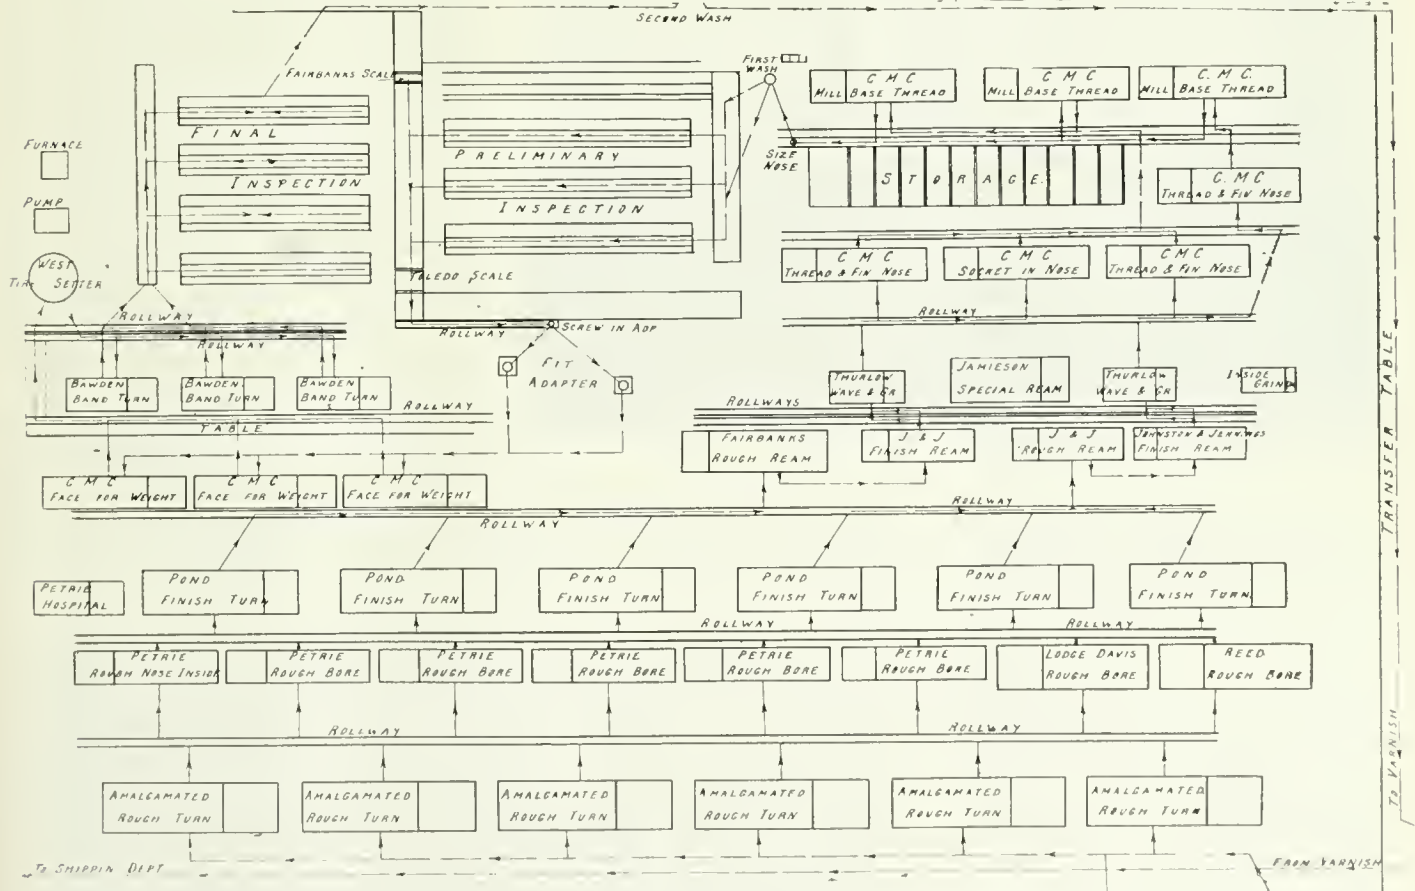 SECOND WASH
FAIRBANKS SCALE
FIRST
WASH
C M C
MILL BASE THREAD
C M C
MILL BASE THREAD
C. M. C.
MILL BASE THREAD
FINAL
INSPECTION
PRELIMINARY
INSPECTION
SIZE
NOSE
STORAGE
C. M C
THREAD & FIN NOSE
FURNACE
PUMP
WEST
TIRE SETTER
TOLEDO SCALE
C M C
THREAD & FIN NOSE
C M C
SOCKET IN NOSE
C M C
THREAD & FIN NOSE
ROLLWAY
ROLLWAY
ROLLWAY
SCREW IN ADP
ROLLWAY
FIT
ADAPTER
BAWDEN
BAND TURN
BAWDEN
BAND TURN
BAWDEN
BAND TURN
THURLOW
WAVE & GR
JAMIESON
SPECIAL REAM
THURLOW
WAVE & GR
INSIDE
GRIND
TRANSFER TABLE
ROLLWAY
TABLE
ROLLWAYS
FAIRBANKS
ROUGH REAM
J & J
FINISH REAM
J & J
ROUGH REAM
JOHNSTON & JENNINGS
FINISH REAM
C M C
FACE FOR WEIGHT
C M C
FACE FOR WEIGHT
C M C
FACE FOR WEIGHT
ROLLWAY
ROLLWAY
PETRIE
HOSPITAL
POND
FINISH TURN
POND
FINISH TURN
POND
FINISH TURN
POND
FINISH TURN
POND
FINISH TURN
POND
FINISH TURN
ROLLWAY
ROLLWAY
PETRIE
ROUGH NOSE INSIDE
PETRIE
ROUGH BORE
PETRIE
ROUGH BORE
PETRIE
ROUGH BORE
PETRIE
ROUGH BORE
PETRIE
ROUGH BORE
LODGE DAVIS
ROUGH BORE
REED
ROUGH BORE
ROLLWAY
ROLLWAY
TO VARNISH
AMALGAMATED
ROUGH TURN
AMALGAMATED
ROUGH TURN
AMALGAMATED
ROUGH TURN
AMALGAMATED
ROUGH TURN
AMALGAMATED
ROUGH TURN
AMALGAMATED
ROUGH TURN
TO SHIPPIN DEPT
FROM VARNISH